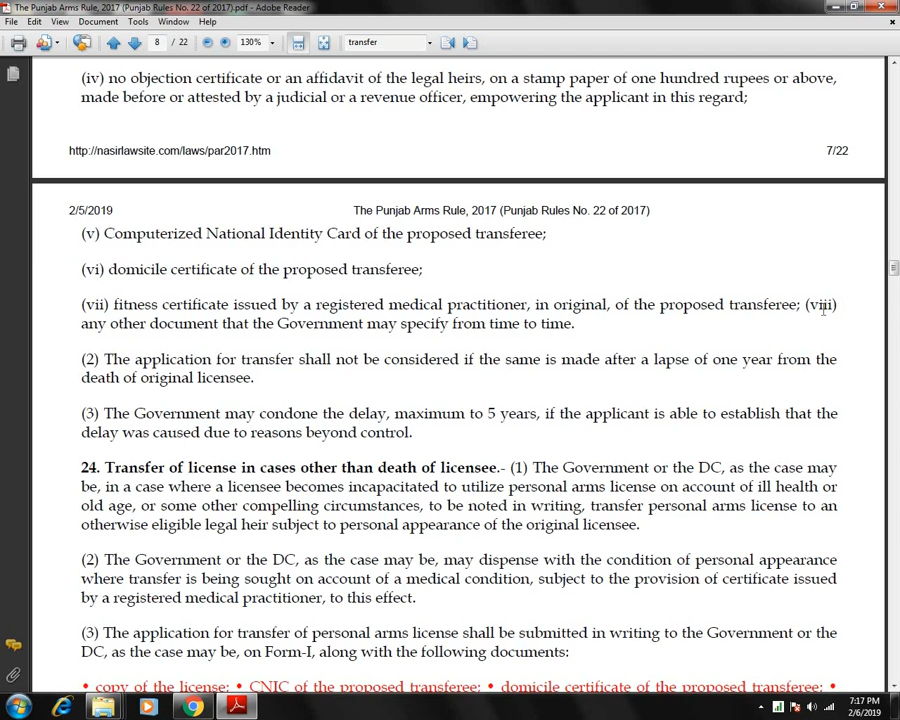 The Punjab Arms Rule, 2017 (Punjab Rules No. 22 of 2017).pdf - Adobe Reader
File Edit View Document Tools Window Help
8 / 22 130% transfer
(iv) no objection certificate or an affidavit of the legal heirs, on a stamp paper of one hundred rupees or above,
made before or attested by a judicial or a revenue officer, empowering the applicant in this regard;
http://nasirlawsite.com/laws/par2017.htm 7/22
2/5/2019 The Punjab Arms Rule, 2017 (Punjab Rules No. 22 of 2017)
(v) Computerized National Identity Card of the proposed transferee;
(vi) domicile certificate of the proposed transferee;
(vii) fitness certificate issued by a registered medical practitioner, in original, of the proposed transferee; (viii)
any other document that the Government may specify from time to time.
(2) The application for transfer shall not be considered if the same is made after a lapse of one year from the
death of original licensee.
(3) The Government may condone the delay, maximum to 5 years, if the applicant is able to establish that the
delay was caused due to reasons beyond control.
24. Transfer of license in cases other than death of licensee.- (1) The Government or the DC, as the case may
be, in a case where a licensee becomes incapacitated to utilize personal arms license on account of ill health or
old age, or some other compelling circumstances, to be noted in writing, transfer personal arms license to an
otherwise eligible legal heir subject to personal appearance of the original licensee.
(2) The Government or the DC, as the case may be, may dispense with the condition of personal appearance
where transfer is being sought on account of a medical condition, subject to the provision of certificate issued
by a registered medical practitioner, to this effect.
(3) The application for transfer of personal arms license shall be submitted in writing to the Government or the
DC, as the case may be, on Form-I, along with the following documents:
• copy of the license; • CNIC of the proposed transferee; • domicile certificate of the proposed transferee; •
7:17 PM
2/6/2019